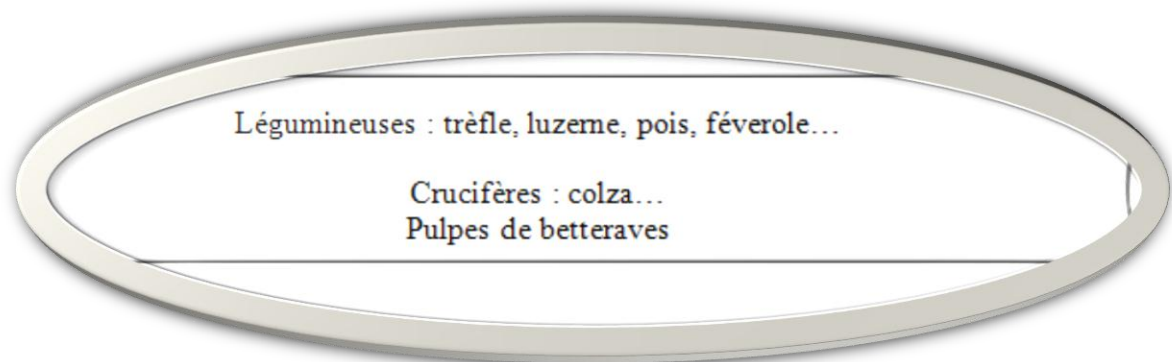 Légumineuses : trèfle, luzerne, pois, féverole…
Crucifères : colza…
Pulpes de betteraves